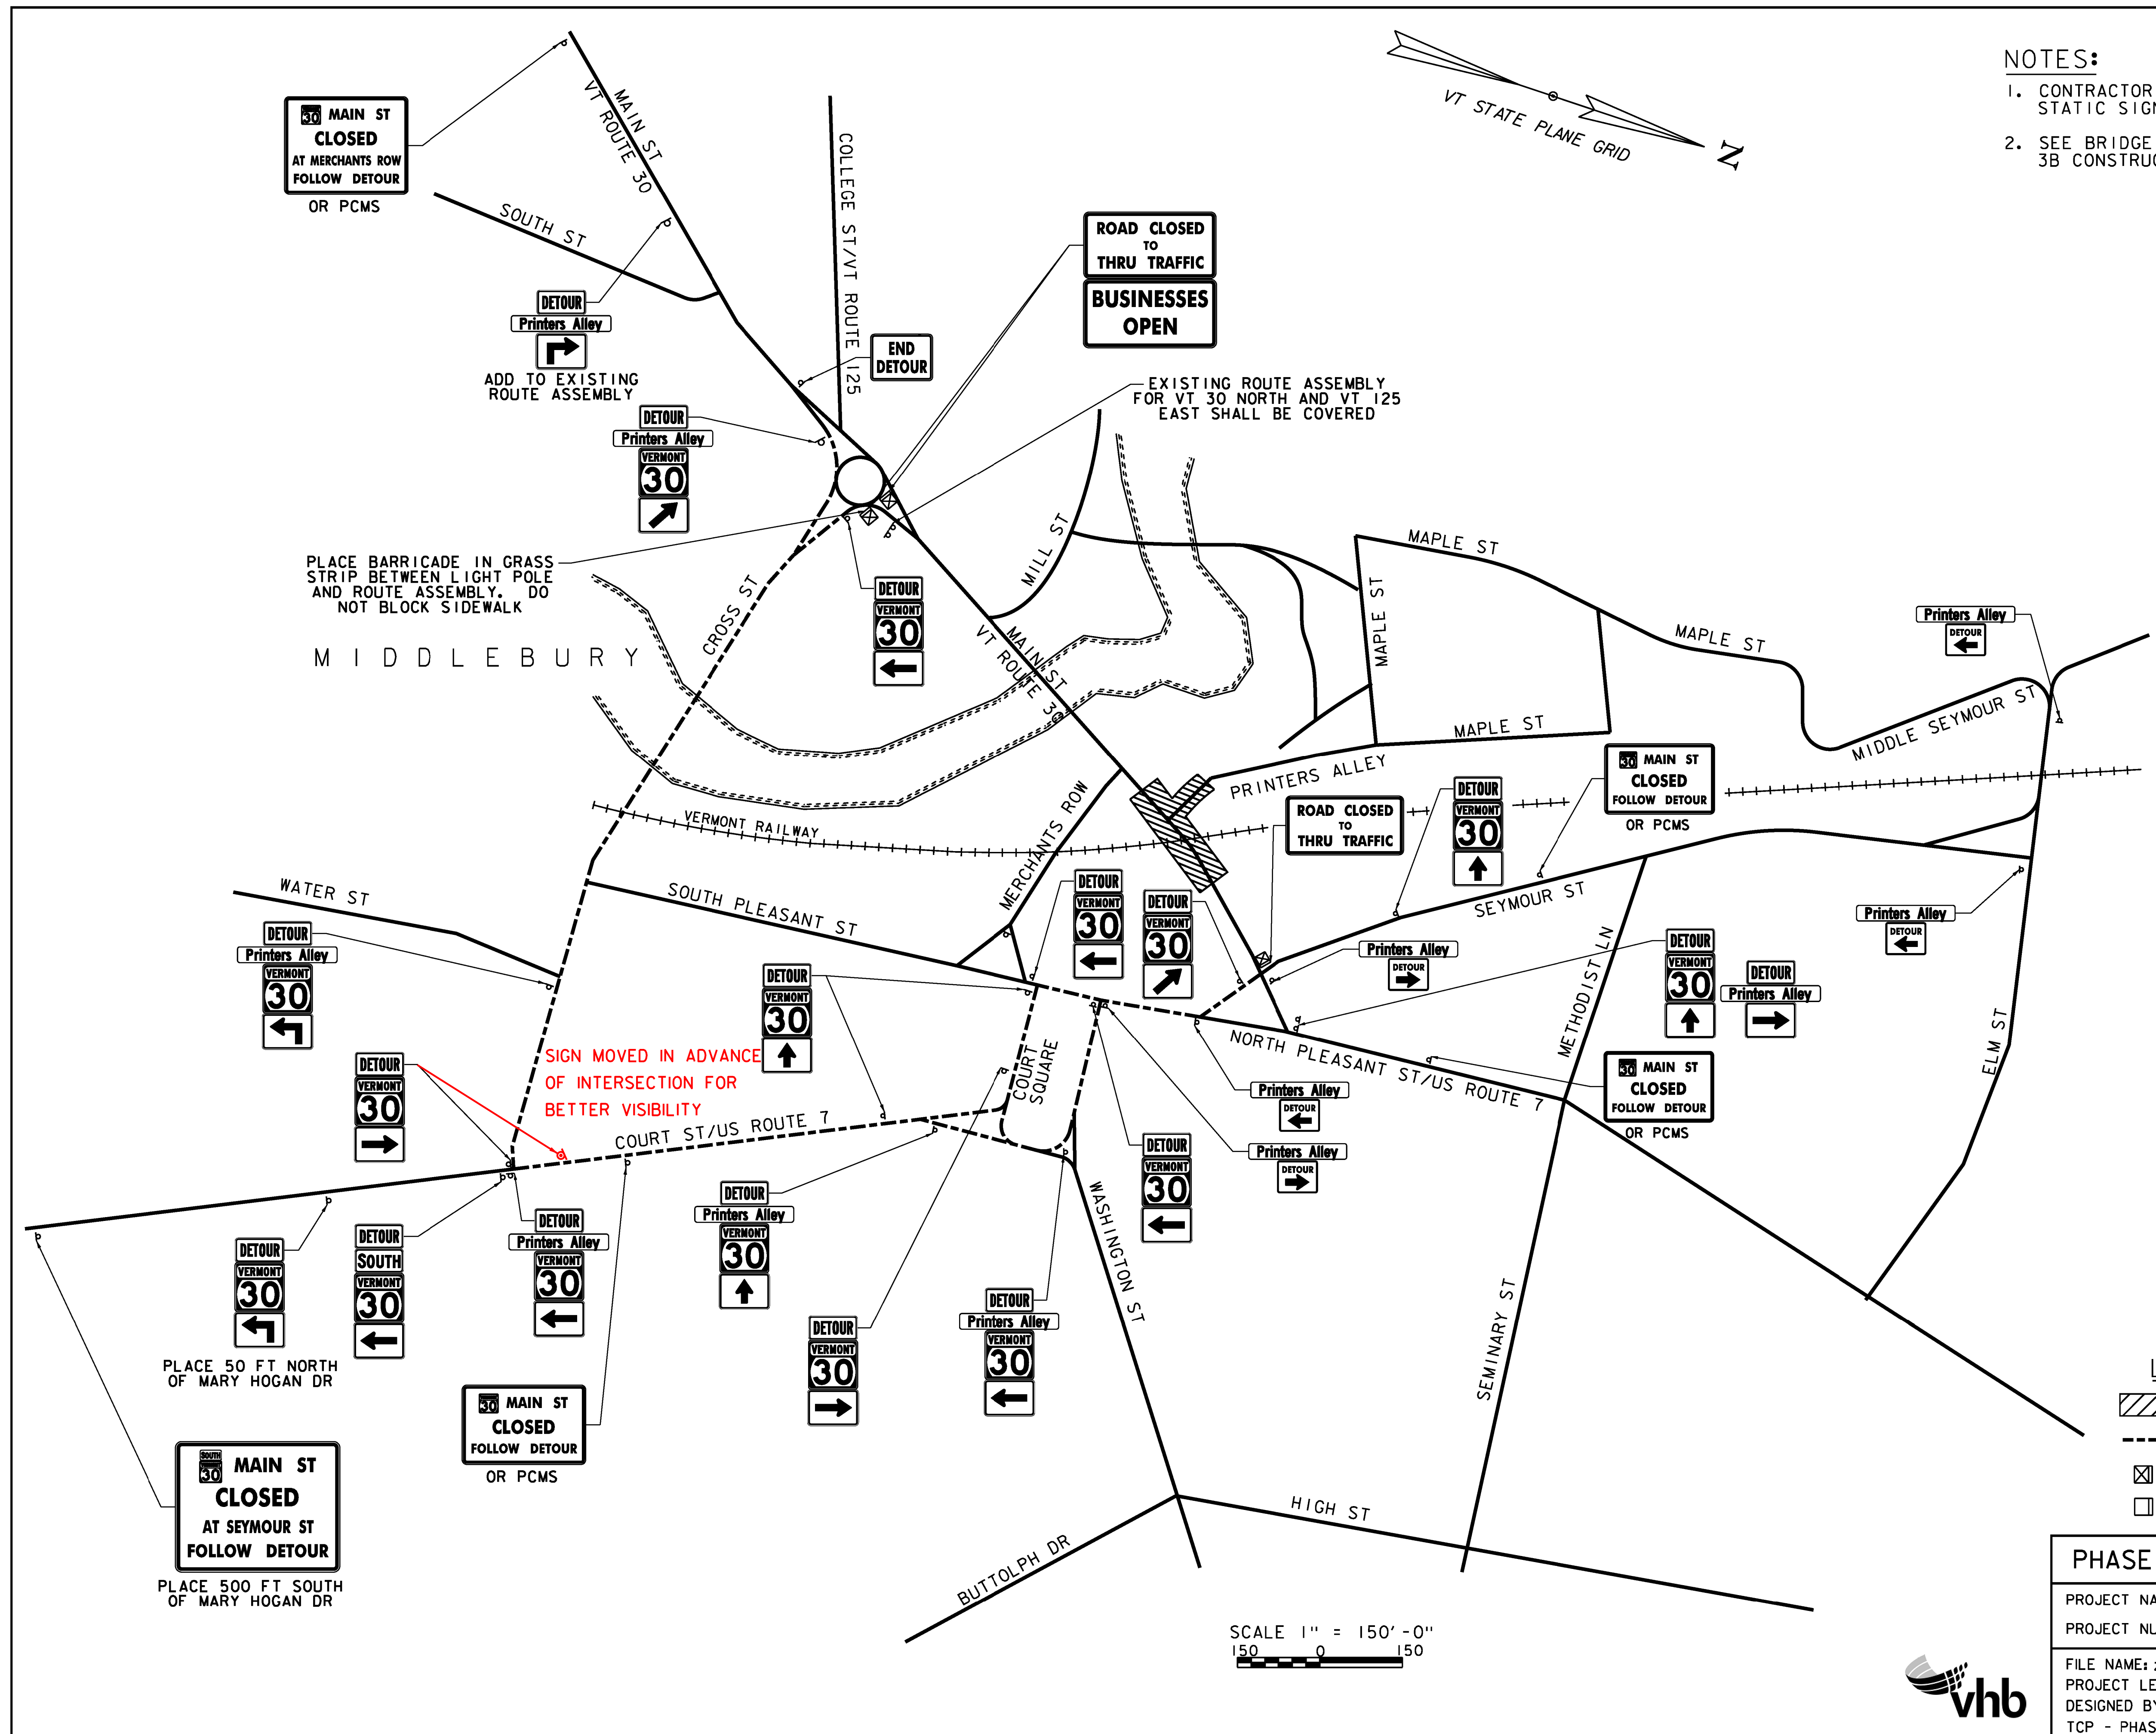 NOTES:
1. CONTRACTOR
STATIC SIGN
2. SEE BRIDGE
3B CONSTRUC
VT STATE PLANE GRID
N
MAIN ST
VT ROUTE 30
30 MAIN ST
CLOSED
AT MERCHANTS ROW
FOLLOW DETOUR
OR PCMS
SOUTH ST
COLLEGE ST/VT ROUTE 125
ROAD CLOSED
TO
THRU TRAFFIC
BUSINESSES
OPEN
DETOUR
Printers Alley
ADD TO EXISTING
ROUTE ASSEMBLY
END
DETOUR
EXISTING ROUTE ASSEMBLY
FOR VT 30 NORTH AND VT 125
EAST SHALL BE COVERED
DETOUR
Printers Alley
VERMONT
30
PLACE BARRICADE IN GRASS
STRIP BETWEEN LIGHT POLE
AND ROUTE ASSEMBLY. DO
NOT BLOCK SIDEWALK
MIDDLEBURY
CROSS ST
DETOUR
VERMONT
30
MILL ST
MAIN ST
VT ROUTE 30
MAPLE ST
MAPLE ST
MAPLE ST
MAPLE ST
Printers Alley
DETOUR
MIDDLE SEYMOUR ST
PRINTERS ALLEY
30 MAIN ST
CLOSED
FOLLOW DETOUR
OR PCMS
DETOUR
VERMONT
30
ROAD CLOSED
TO
THRU TRAFFIC
VERMONT RAILWAY
MERCHANTS ROW
WATER ST
SOUTH PLEASANT ST
DETOUR
VERMONT
30
DETOUR
VERMONT
30
SEYMOUR ST
Printers Alley
DETOUR
Printers Alley
DETOUR
DETOUR
Printers Alley
VERMONT
30
DETOUR
VERMONT
30
METHODIST LN
DETOUR
VERMONT
30
DETOUR
Printers Alley
ELM ST
DETOUR
VERMONT
30
SIGN MOVED IN ADVANCE
OF INTERSECTION FOR
BETTER VISIBILITY
COURT
SQUARE
NORTH PLEASANT ST/US ROUTE 7
30 MAIN ST
CLOSED
FOLLOW DETOUR
OR PCMS
COURT ST/US ROUTE 7
Printers Alley
DETOUR
DETOUR
VERMONT
30
Printers Alley
DETOUR
WASHINGTON ST
DETOUR
VERMONT
30
PLACE 50 FT NORTH
OF MARY HOGAN DR
DETOUR
SOUTH
VERMONT
30
DETOUR
Printers Alley
VERMONT
30
DETOUR
Printers Alley
VERMONT
30
DETOUR
VERMONT
30
DETOUR
Printers Alley
VERMONT
30
SEMINARY ST
30 MAIN ST
CLOSED
FOLLOW DETOUR
OR PCMS
SOUTH
30 MAIN ST
CLOSED
AT SEYMOUR ST
FOLLOW DETOUR
PLACE 500 FT SOUTH
OF MARY HOGAN DR
HIGH ST
BUTTOLPH DR
SCALE 1" = 150'-0"
150 0 150
vhb
PHASE
PROJECT NA
PROJECT NU
FILE NAME:
PROJECT LE
DESIGNED BY
TCP - PHAS